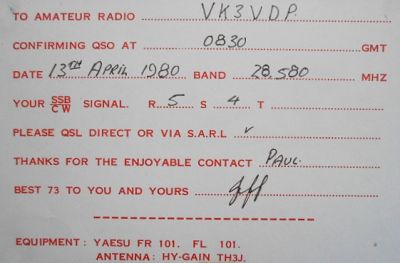 TO AMATEUR RADIO VK3VDP.
CONFIRMING QSO AT 0830 GMT
DATE 13TH APRIL 1980 BAND 28,580 MHZ
YOUR SSB/CW SIGNAL. R 5 S 4 T
PLEASE QSL DIRECT OR VIA S.A.R.L ✓
THANKS FOR THE ENJOYABLE CONTACT PAUL.
BEST 73 TO YOU AND YOURS
EQUIPMENT: YAESU FR 101. FL 101.
ANTENNA: HY-GAIN TH3J.